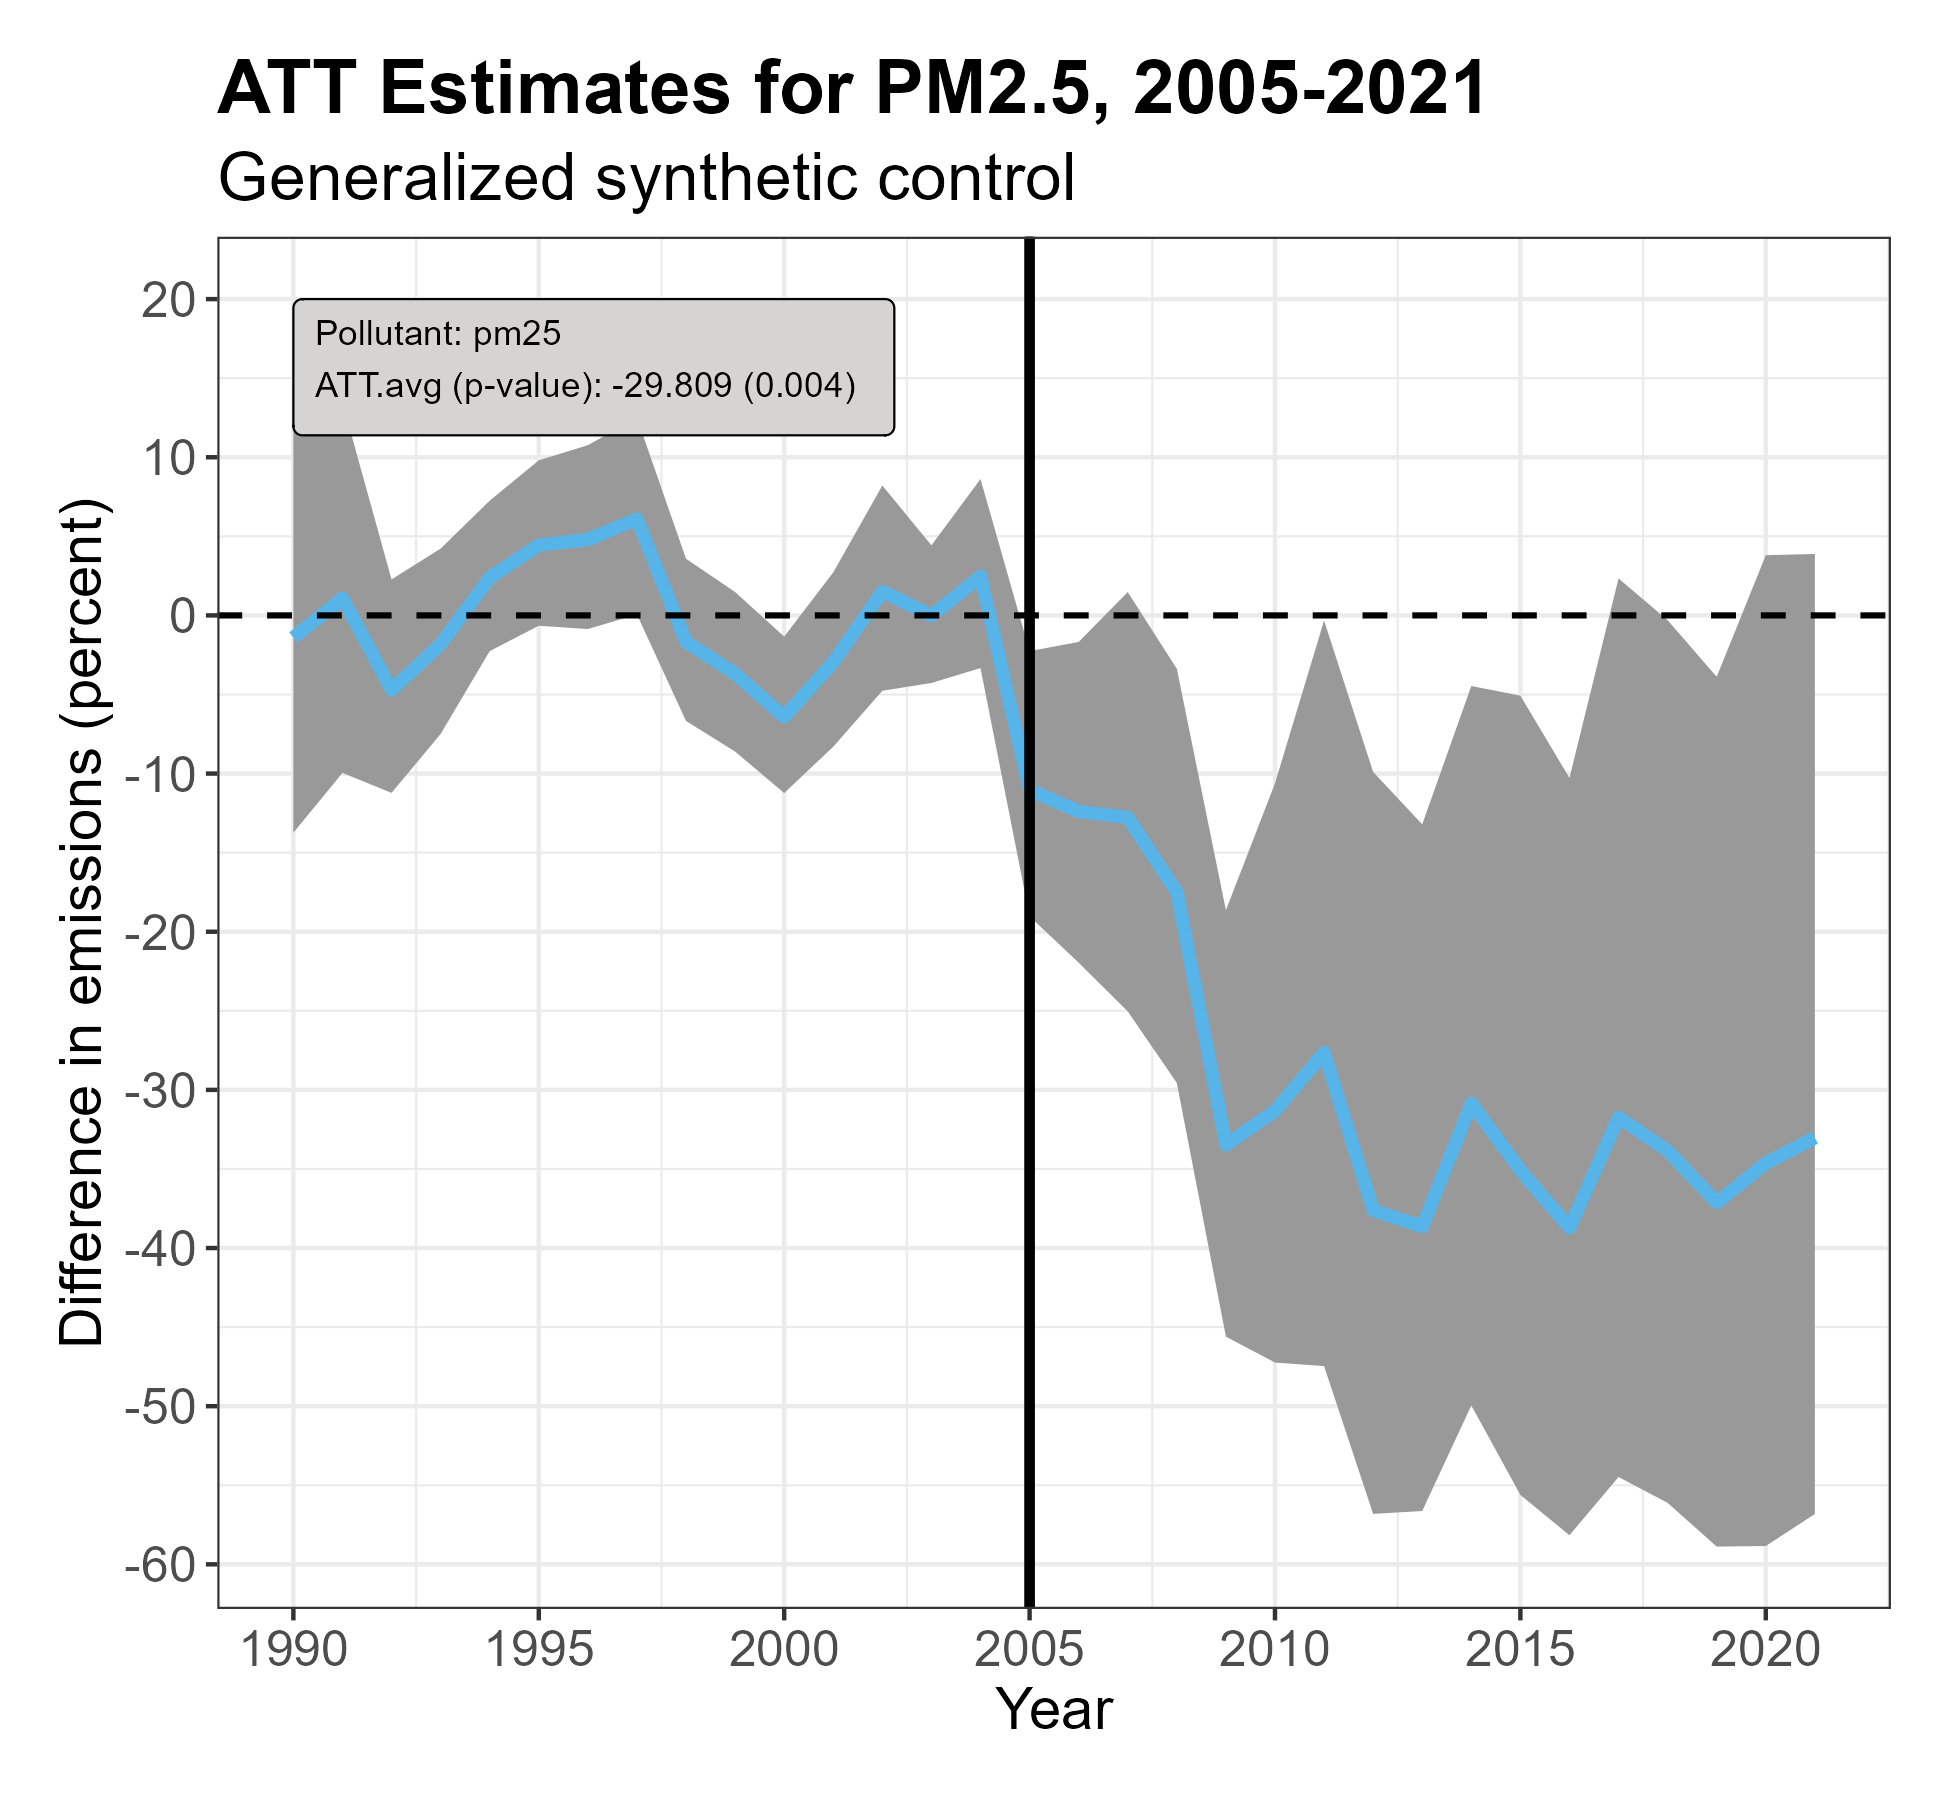 ATT Estimates for PM2.5, 2005-2021
Generalized synthetic control
Pollutant: pm25
ATT.avg (p-value): -29.809 (0.004)
Difference in emissions (percent)
20
10
0
-10
-20
-30
-40
-50
-60
1990
1995
2000
2005
2010
2015
2020
Year